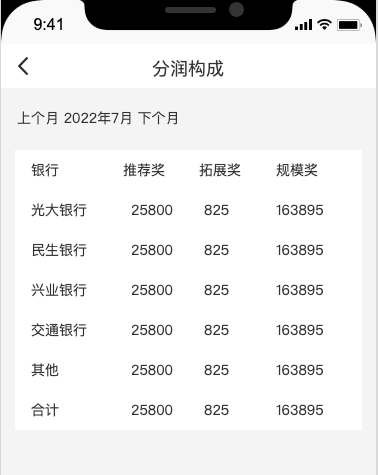 9:41
分润构成
上个月 2022年7月 下个月
银行 推荐奖 拓展奖 规模奖
光大银行 25800 825 163895
民生银行 25800 825 163895
兴业银行 25800 825 163895
交通银行 25800 825 163895
其他 25800 825 163895
合计 25800 825 163895